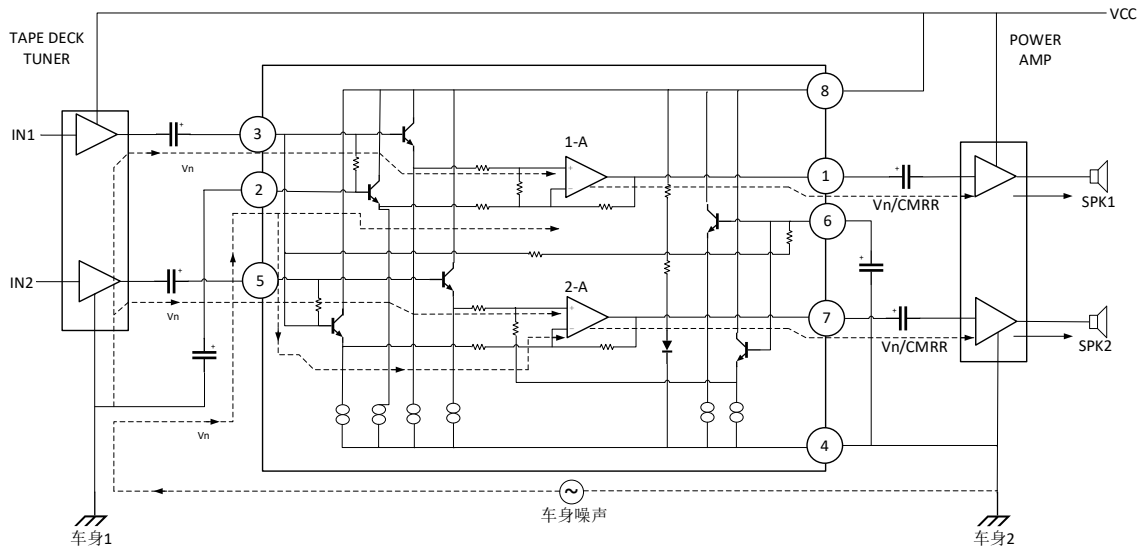 VCC
TAPE DECK
TUNER
POWER
AMP
8
IN1
+
3
1-A
+
−
1
+
Vn
2
Vn/CMRR
SPK1
6
IN2
+
5
+
2-A
+
−
7
+
Vn
Vn/CMRR
SPK2
+
Vn
4
车身噪声
车身1
车身2